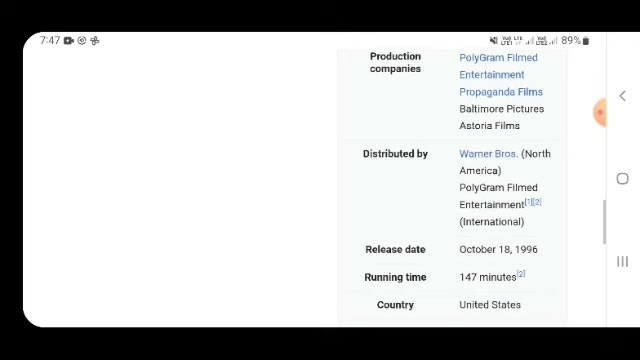 7:47 89%
Production companies
PolyGram Filmed
Entertainment
Propaganda Films
Baltimore Pictures
Astoria Films
Distributed by
Warner Bros. (North
America)
PolyGram Filmed
Entertainment[1][2]
(International)
Release date October 18, 1996
Running time 147 minutes[2]
Country United States